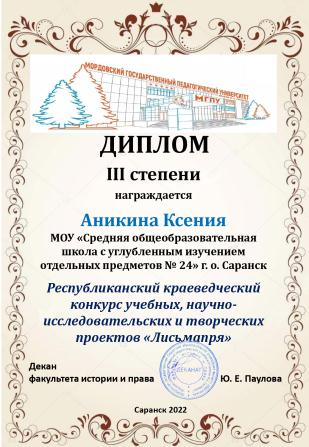 МОРДОВСКИЙ ГОСУДАРСТВЕННЫЙ ПЕДАГОГИЧЕСКИЙ УНИВЕРСИТЕТ
МГПУ
ДИПЛОМ
III степени
награждается
Аникина Ксения
МОУ «Средняя общеобразовательная
школа с углубленным изучением
отдельных предметов № 24» г. о. Саранск
Республиканский краеведческий
конкурс учебных, научно-
исследовательских и творческих
проектов «Лисьмапря»
Декан
факультета истории и права Ю. Е. Паулова
ДЕКАНАТ
Саранск 2022